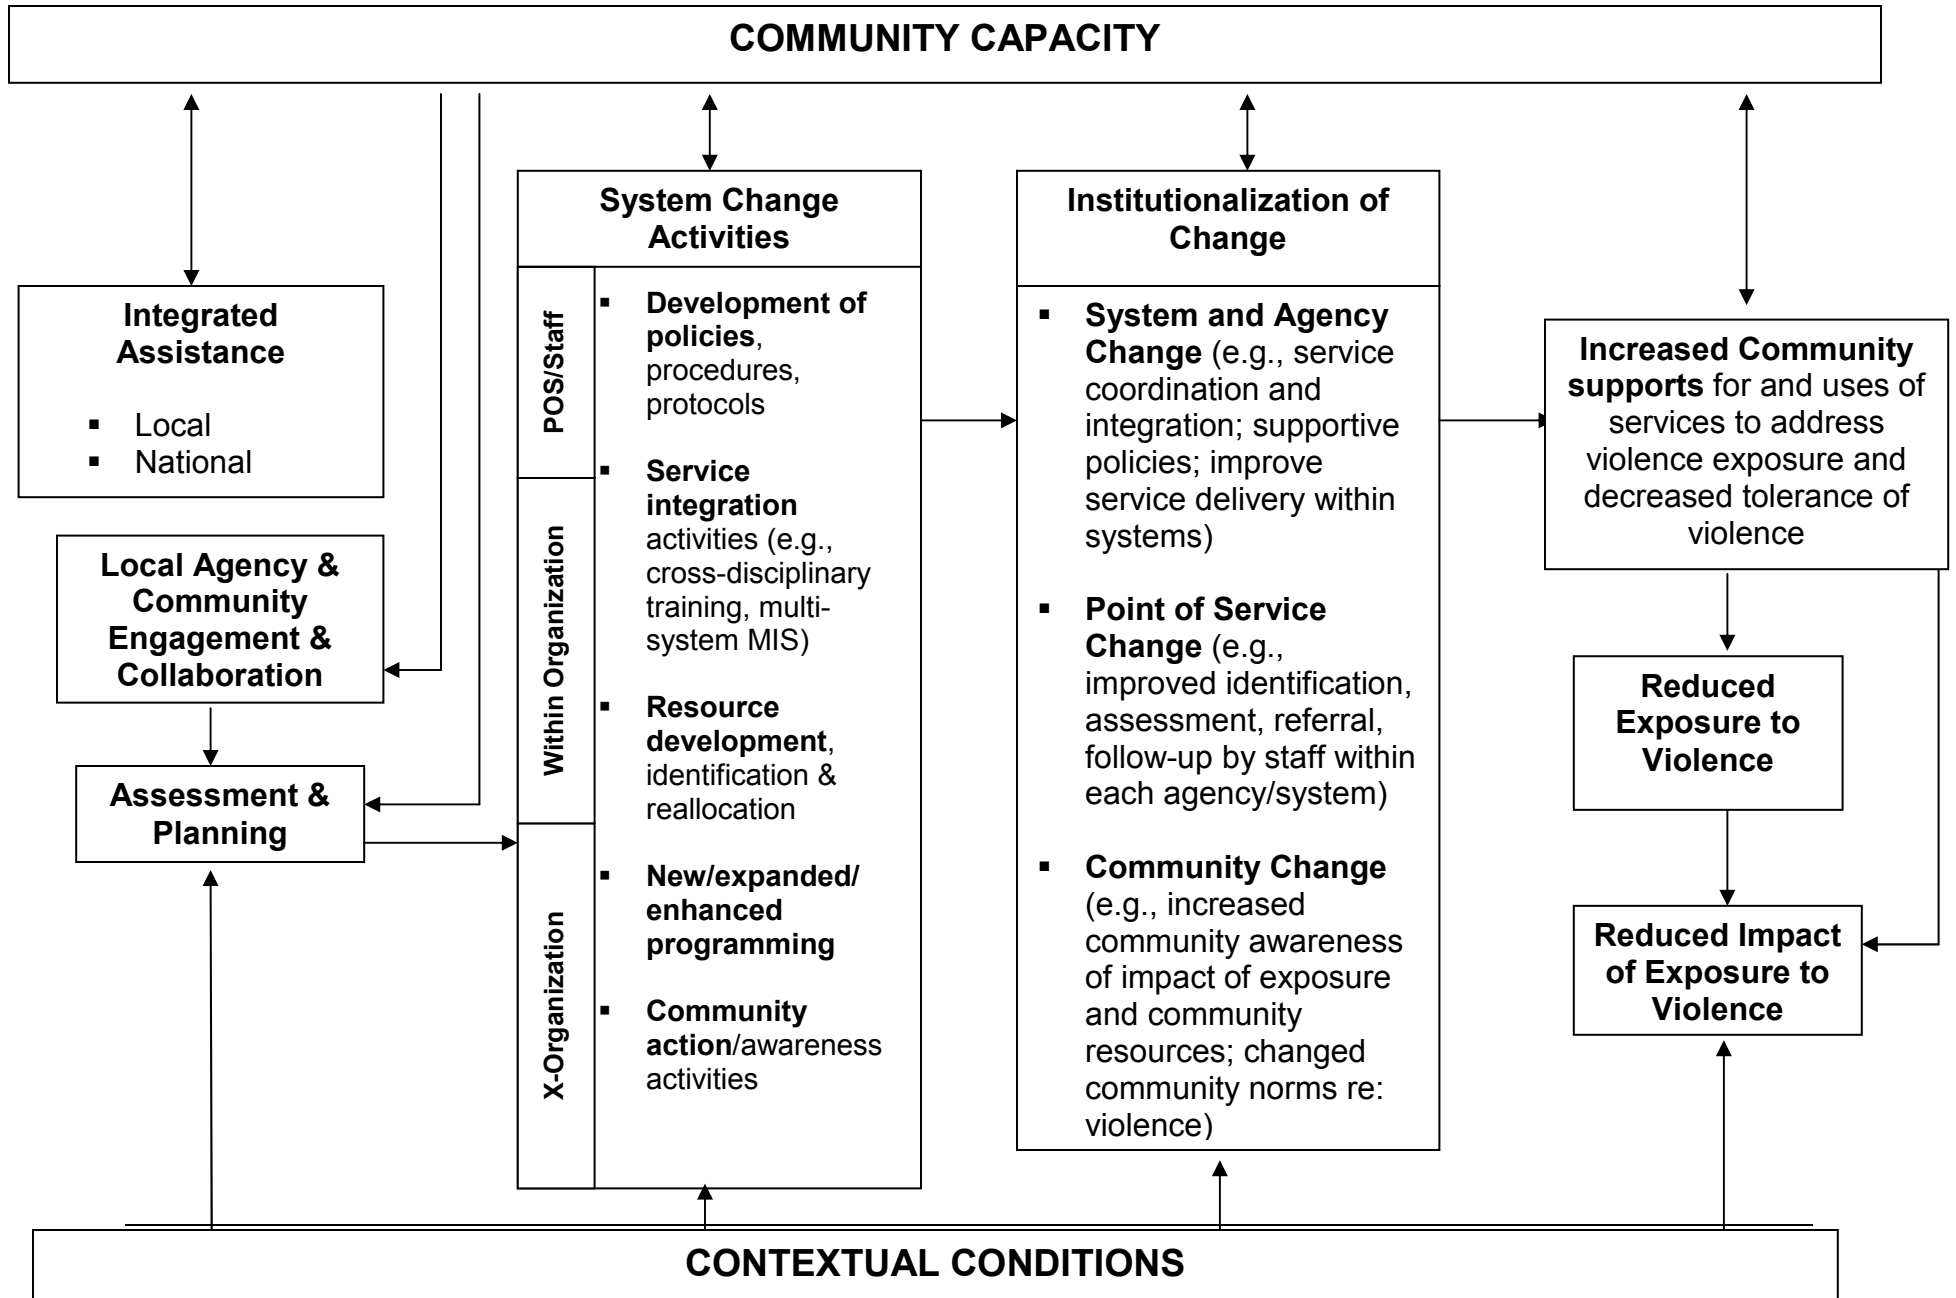 COMMUNITY CAPACITY
Integrated
Assistance
▪ Local
▪ National
Local Agency &
Community
Engagement &
Collaboration
Assessment &
Planning
System Change
Activities
POS/Staff
Within Organization
X-Organization
▪ Development of
policies,
procedures,
protocols
▪ Service
integration
activities (e.g.,
cross-disciplinary
training, multi-
system MIS)
▪ Resource
development,
identification &
reallocation
▪ New/expanded/
enhanced
programming
▪ Community
action/awareness
activities
Institutionalization of
Change
▪ System and Agency
Change (e.g., service
coordination and
integration; supportive
policies; improve
service delivery within
systems)
▪ Point of Service
Change (e.g.,
improved identification,
assessment, referral,
follow-up by staff within
each agency/system)
▪ Community Change
(e.g., increased
community awareness
of impact of exposure
and community
resources; changed
community norms re:
violence)
Increased Community
supports for and uses of
services to address
violence exposure and
decreased tolerance of
violence
Reduced
Exposure to
Violence
Reduced Impact
of Exposure to
Violence
CONTEXTUAL CONDITIONS